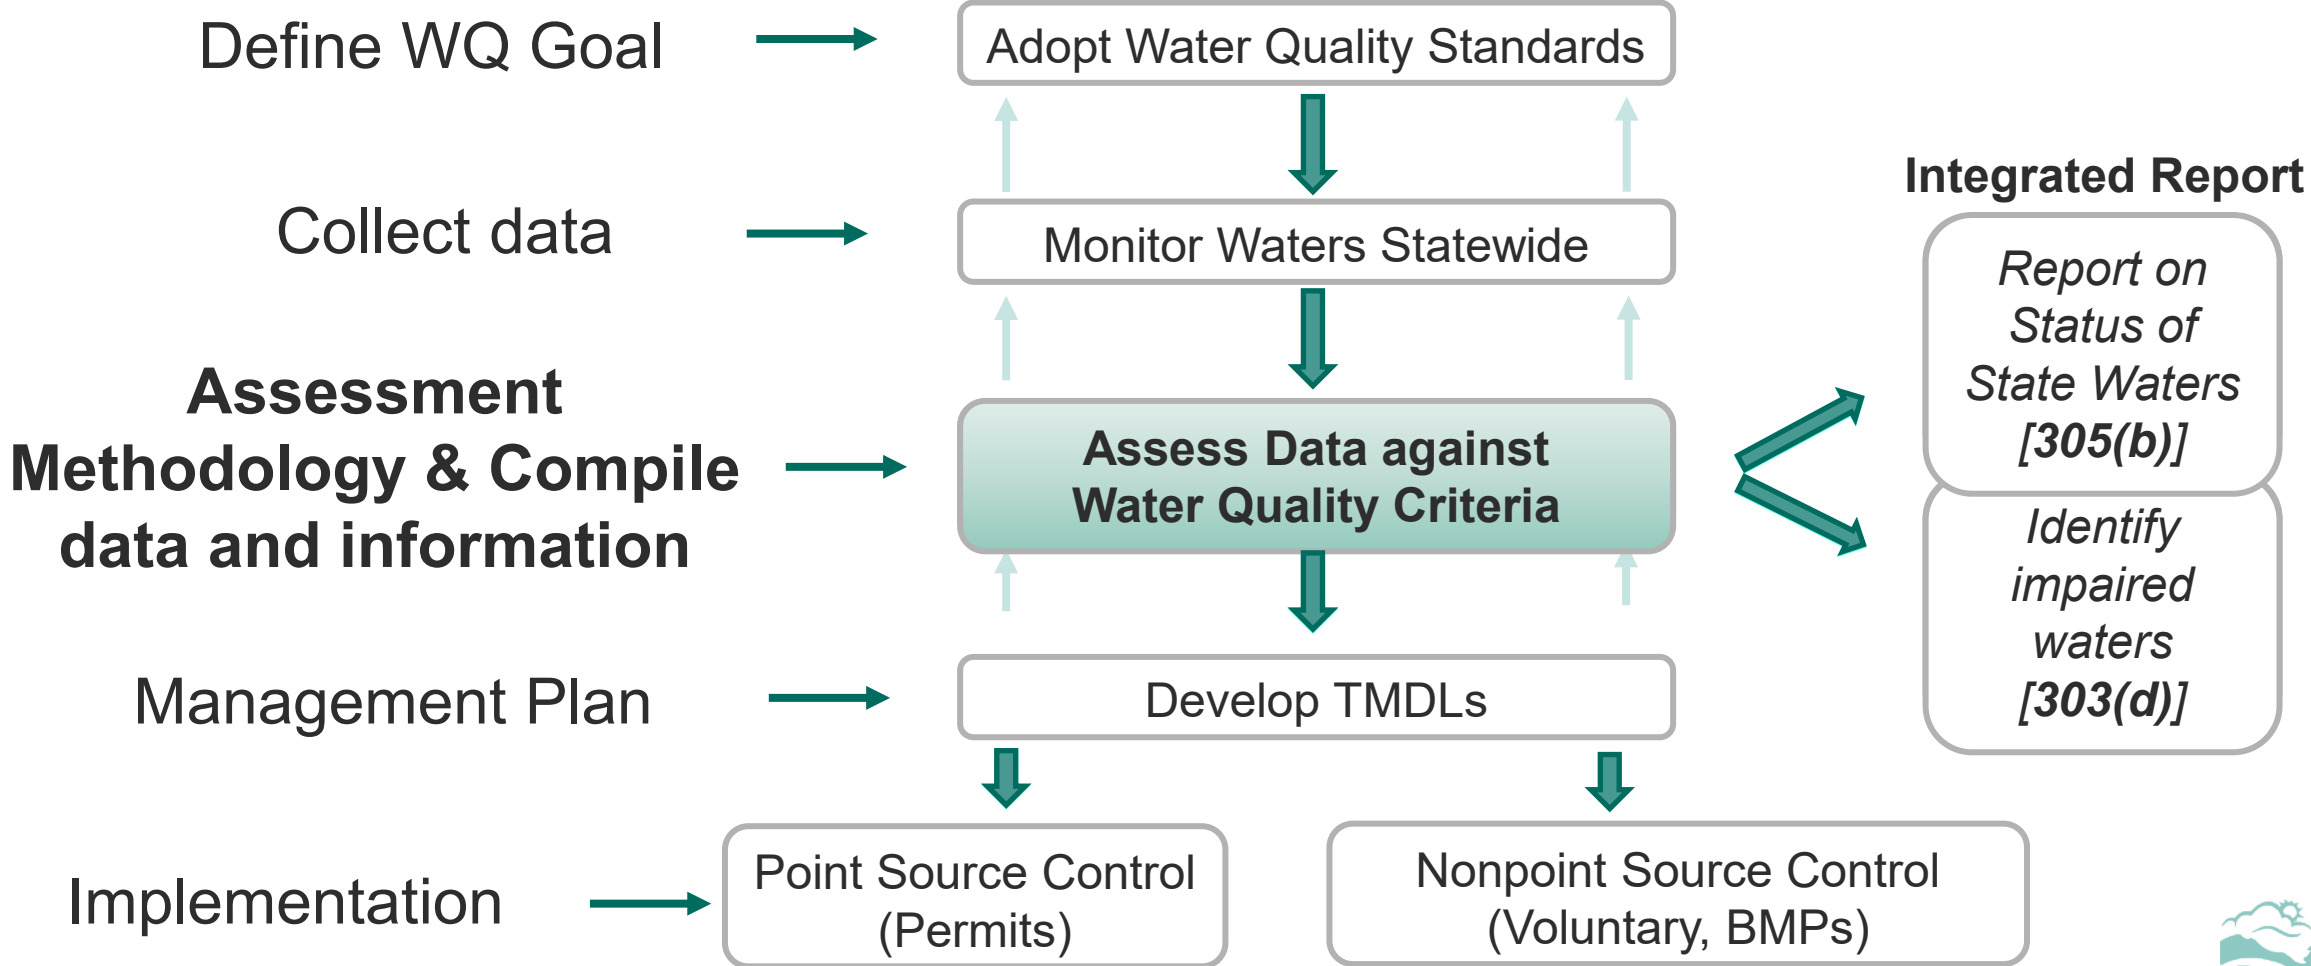 Define WQ Goal
Adopt Water Quality Standards
Collect data
Monitor Waters Statewide
Assessment
Methodology & Compile
data and information
Assess Data against
Water Quality Criteria
Integrated Report
Report on
Status of
State Waters
[305(b)]
Identify
impaired
waters
[303(d)]
Management Plan
Develop TMDLs
Implementation
Point Source Control
(Permits)
Nonpoint Source Control
(Voluntary, BMPs)